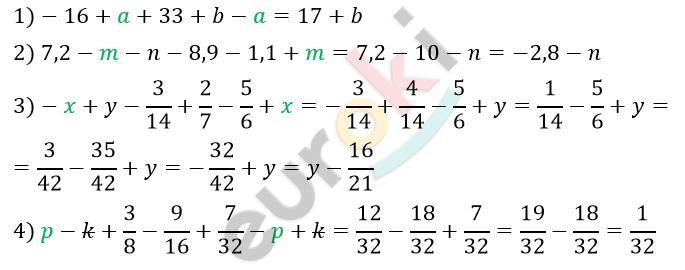 1) − 16 + a + 33 + b − a = 17 + b
2) 7,2 − m − n − 8,9 − 1,1 + m = 7,2 − 10 − n = −2,8 − n
3) − x + y − 3/14 + 2/7 − 5/6 + x = − 3/14 + 4/14 − 5/6 + y = 1/14 − 5/6 + y =
= 3/42 − 35/42 + y = − 32/42 + y = y − 16/21
4) p − k + 3/8 − 9/16 + 7/32 − p + k = 12/32 − 18/32 + 7/32 = 19/32 − 18/32 = 1/32
euroki